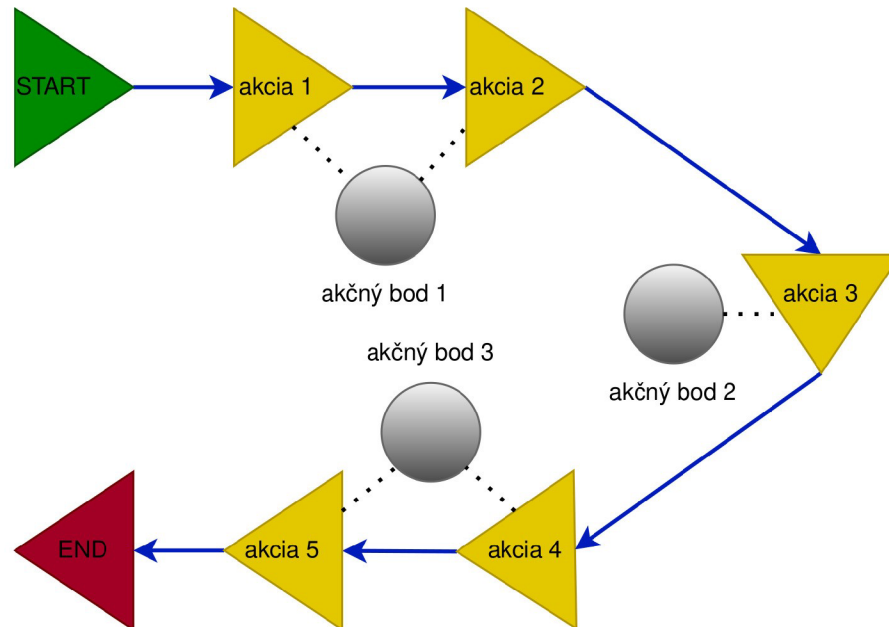 START
akcia 1
akcia 2
akčný bod 1
akcia 3
akčný bod 2
akčný bod 3
END
akcia 5
akcia 4